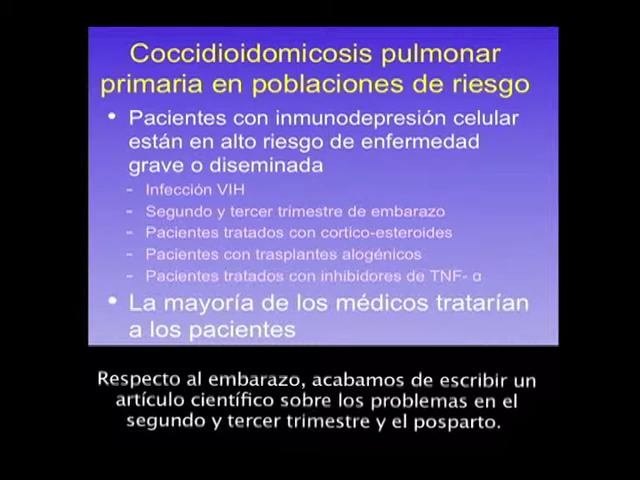 Coccidioidomicosis pulmonar
primaria en poblaciones de riesgo
• Pacientes con inmunodepresión celular
están en alto riesgo de enfermedad
grave o diseminada
- Infección VIH
- Segundo y tercer trimestre de embarazo
- Pacientes tratados con cortico-esteroides
- Pacientes con trasplantes alogénicos
- Pacientes tratados con inhibidores de TNF- α
• La mayoría de los médicos tratarían
a los pacientes
Respecto al embarazo, acabamos de escribir un
artículo científico sobre los problemas en el
segundo y tercer trimestre y el posparto.